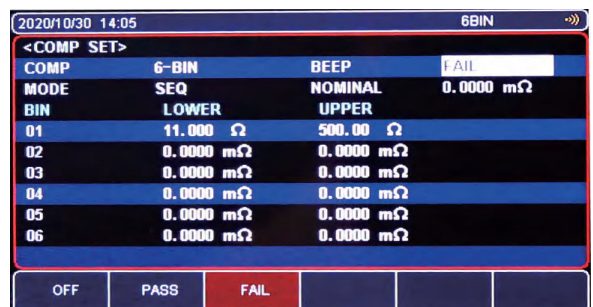 2020/10/30 14:05 6BIN
<COMP SET>
COMP 6-BIN BEEP FAIL
MODE SEQ NOMINAL 0.0000 mΩ
BIN LOWER UPPER
01 11.000 Ω 500.00 Ω
02 0.0000 mΩ 0.0000 mΩ
03 0.0000 mΩ 0.0000 mΩ
04 0.0000 mΩ 0.0000 mΩ
05 0.0000 mΩ 0.0000 mΩ
06 0.0000 mΩ 0.0000 mΩ
OFF PASS FAIL